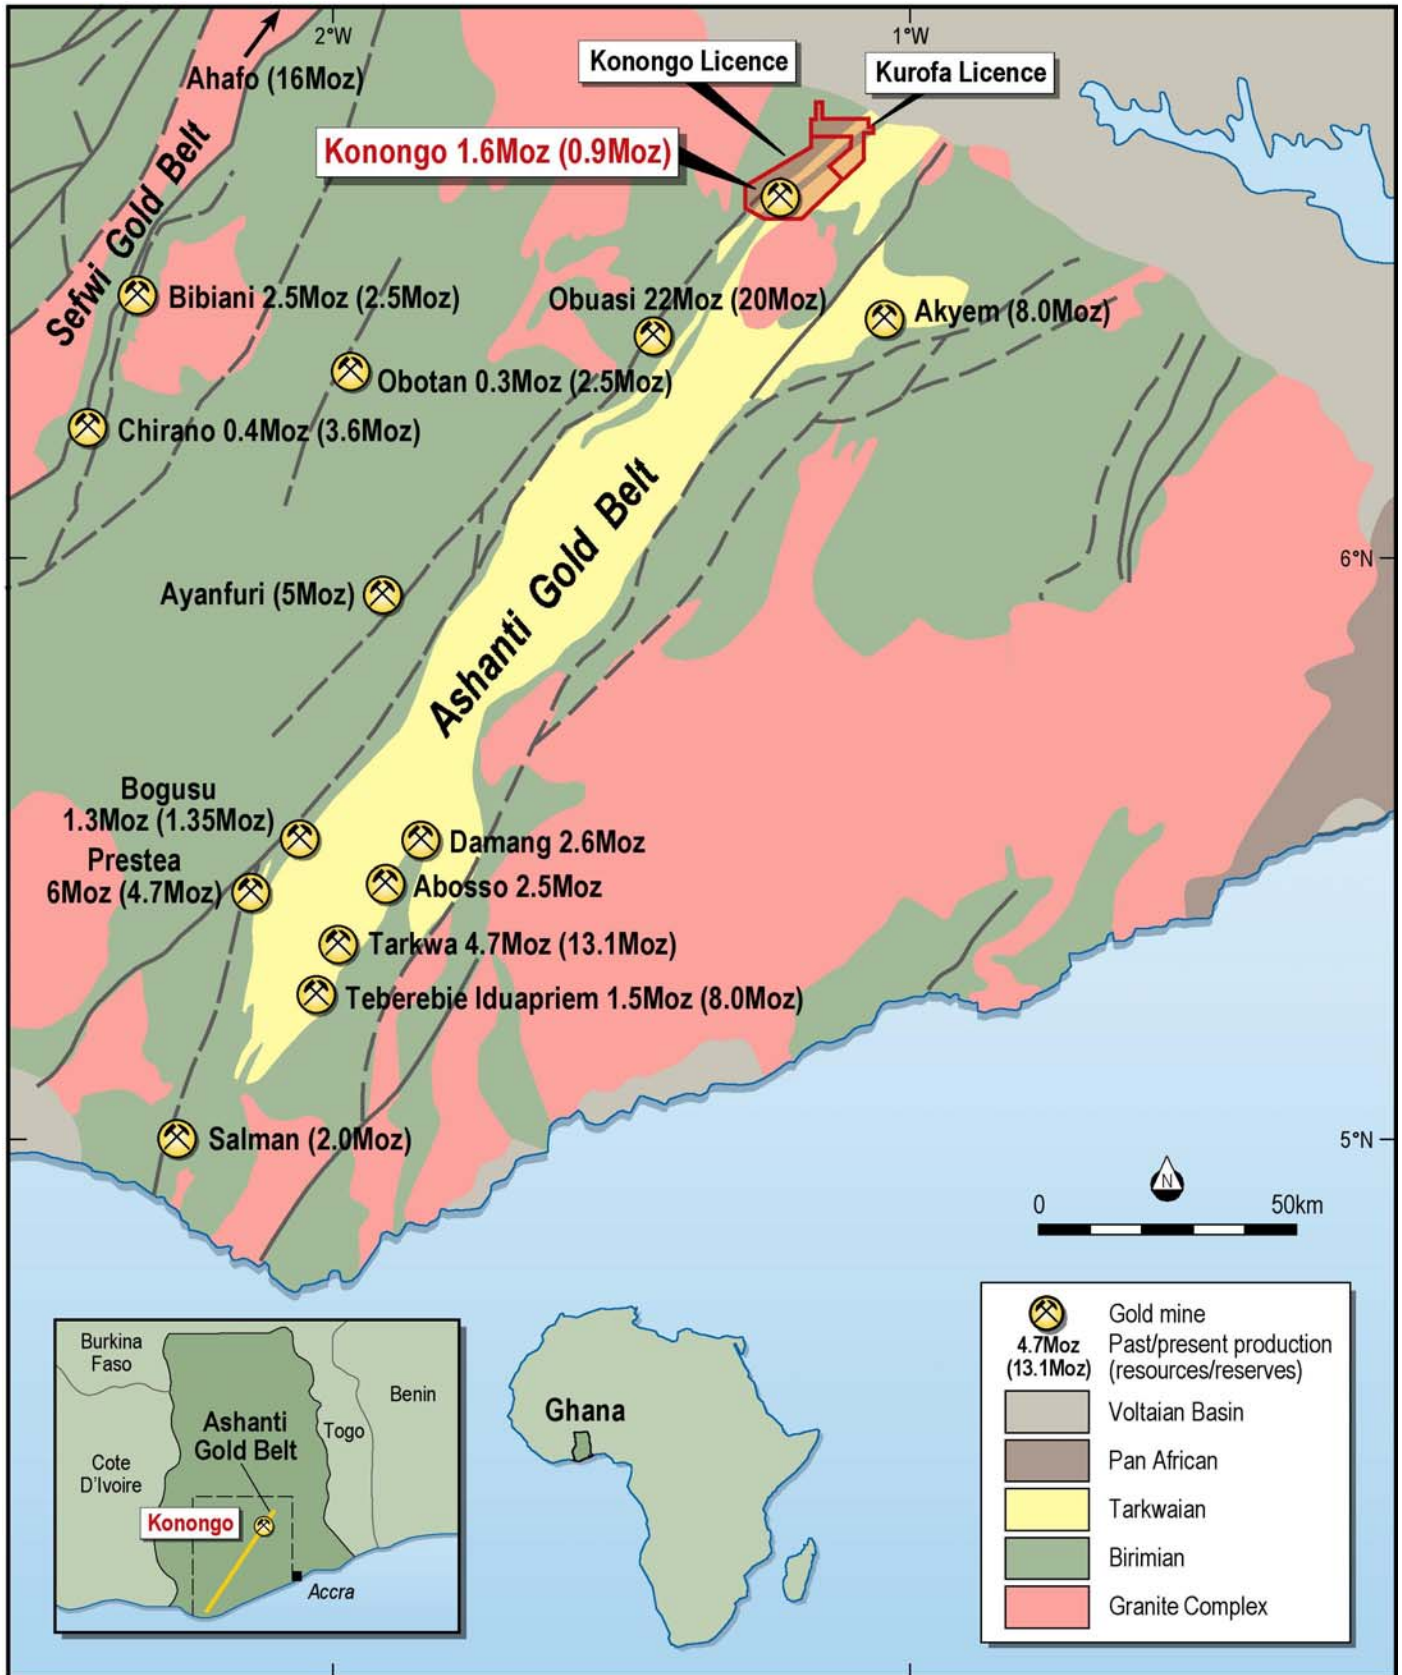 2°W
1°W
Ahafo (16Moz)
Konongo Licence
Kurofa Licence
Konongo 1.6Moz (0.9Moz)
Sefwi Gold Belt
Bibiani 2.5Moz (2.5Moz)
Obuasi 22Moz (20Moz)
Akyem (8.0Moz)
Obotan 0.3Moz (2.5Moz)
Chirano 0.4Moz (3.6Moz)
Ashanti Gold Belt
6°N
Ayanfuri (5Moz)
Bogusu
1.3Moz (1.35Moz)
Prestea
6Moz (4.7Moz)
Damang 2.6Moz
Abosso 2.5Moz
Tarkwa 4.7Moz (13.1Moz)
Teberebie Iduapriem 1.5Moz (8.0Moz)
Salman (2.0Moz)
5°N
N
0
50km
Burkina
Faso
Benin
Ashanti
Gold Belt
Togo
Cote
D'Ivoire
Konongo
Accra
Ghana
Gold mine
4.7Moz Past/present production
(13.1Moz) (resources/reserves)
Voltaian Basin
Pan African
Tarkwaian
Birimian
Granite Complex